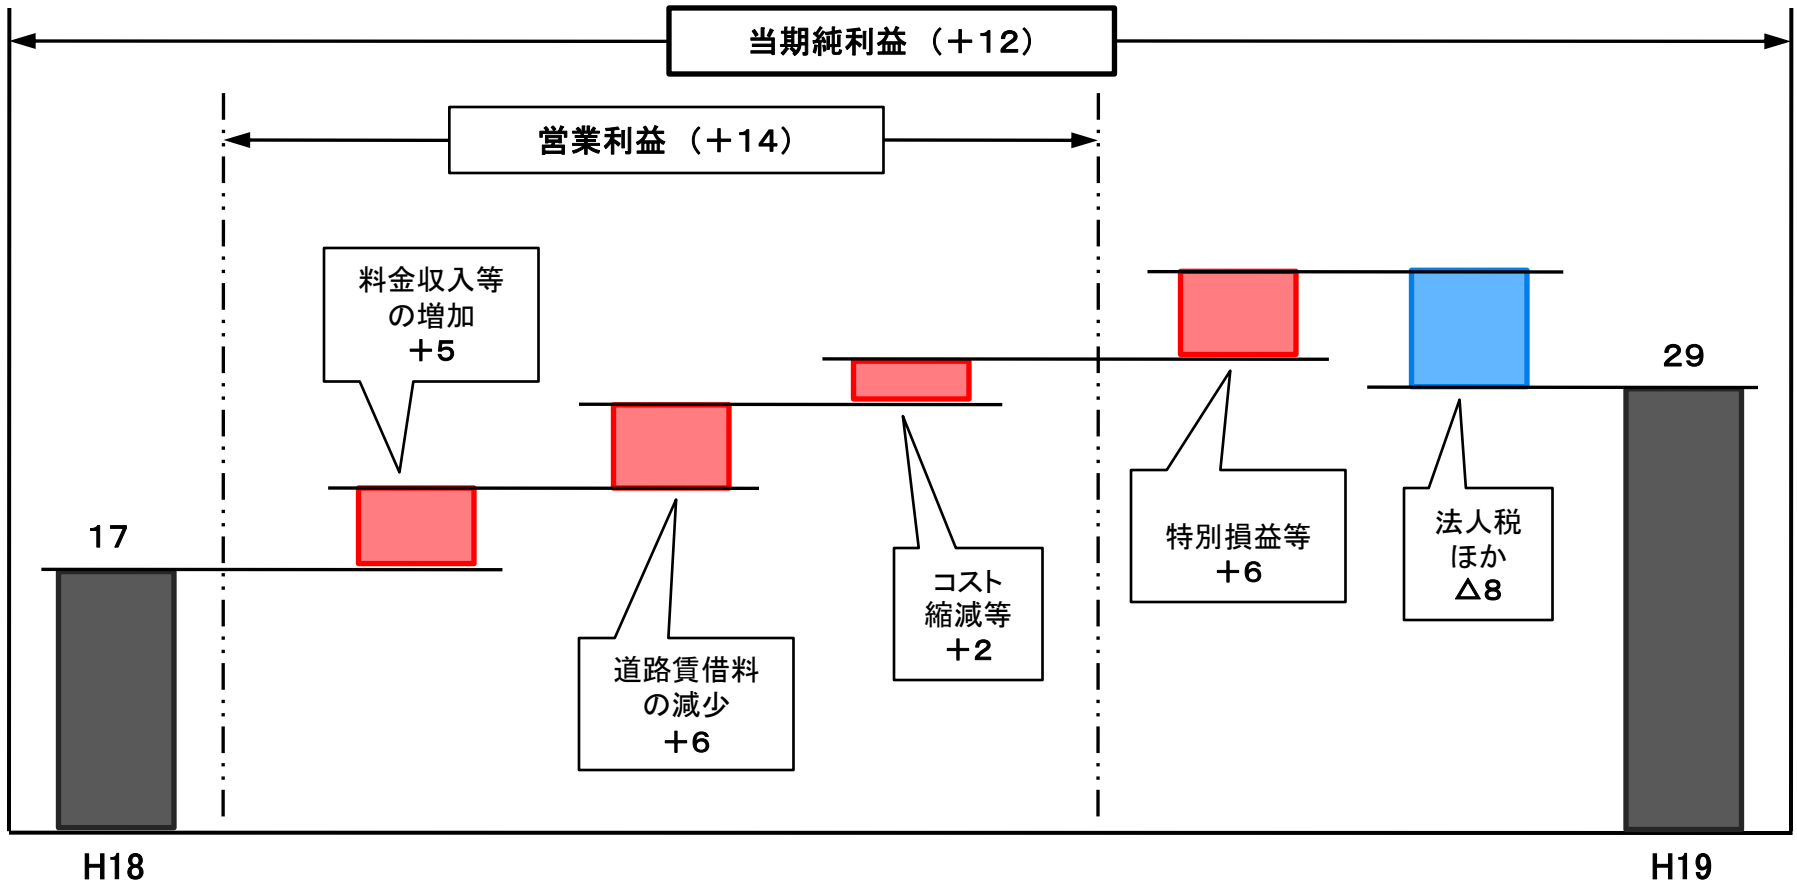 当期純利益（＋12）
営業利益（＋14）
料金収入等
の増加
＋5
29
17
特別損益等
＋6
法人税
ほか
△8
コスト
縮減等
＋2
道路賃借料
の減少
＋6
H18
H19